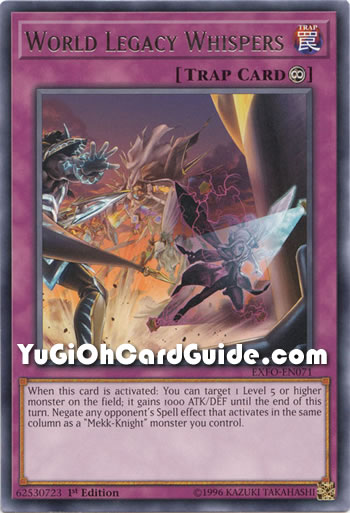 World Legacy Whispers
TRAP
罠
[Trap Card]
YuGiOhCardGuide.com
EXFO-EN071
When this card is activated: You can target 1 Level 5 or higher
monster on the field; it gains 1000 ATK/DEF until the end of this
turn. Negate any opponent's Spell effect that activates in the same
column as a "Mekk-Knight" monster you control.
62530723 1st Edition ©1996 KAZUKI TAKAHASHI